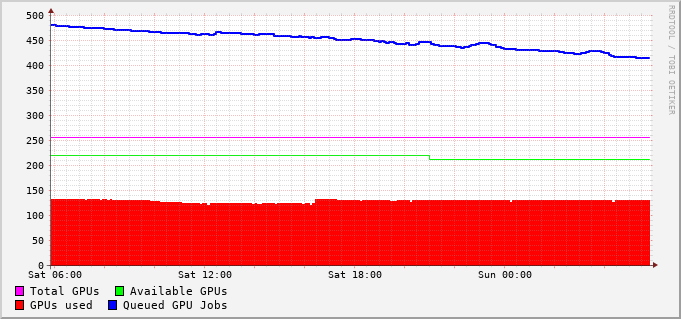 RRDTOOL / TOBI OETIKER
500
450
400
350
300
250
200
150
100
50
0
Sat 06:00 Sat 12:00 Sat 18:00 Sun 00:00
Total GPUs Available GPUs
GPUs used Queued GPU Jobs